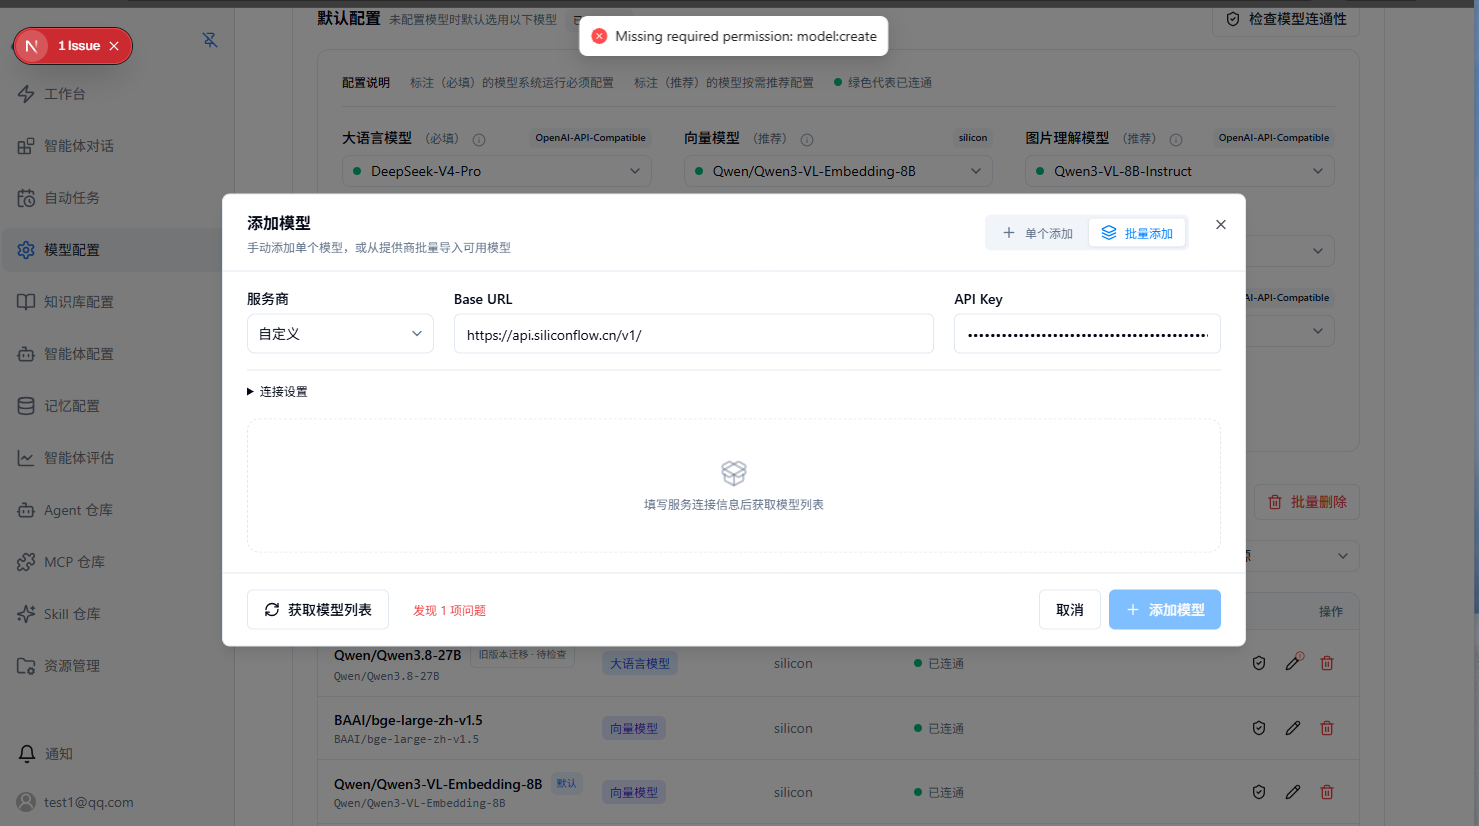 默认配置 未配置模型时默认选用以下模型
检查模型连通性
Missing required permission: model:create
N 1 Issue
配置说明 标注（必填）的模型系统运行必须配置 标注（推荐）的模型按需推荐配置 绿色代表已连通
工作台
智能体对话
自动任务
模型配置
知识库配置
智能体配置
记忆配置
智能体评估
Agent 仓库
MCP 仓库
Skill 仓库
资源管理
通知
test1@qq.com
大语言模型 （必填） OpenAI-API-Compatible
DeepSeek-V4-Pro
向量模型 （推荐） silicon
Qwen/Qwen3-VL-Embedding-8B
图片理解模型 （推荐） OpenAI-API-Compatible
Qwen3-VL-8B-Instruct
AI-API-Compatible
添加模型
手动添加单个模型，或从提供商批量导入可用模型
单个添加 批量添加
服务商 Base URL API Key
自定义 https://api.siliconflow.cn/v1/ ••••••••••••••••••••••••••••••••••••••••••
连接设置
填写服务连接信息后获取模型列表
获取模型列表 发现 1 项问题 取消 添加模型
批量删除
源
操作
Qwen/Qwen3.8-27B 旧版本迁移 · 待检查 大语言模型 silicon 已连通
Qwen/Qwen3.8-27B
BAAI/bge-large-zh-v1.5 向量模型 silicon 已连通
BAAI/bge-large-zh-v1.5
Qwen/Qwen3-VL-Embedding-8B 默认 向量模型 silicon 已连通
Qwen/Qwen3-VL-Embedding-8B